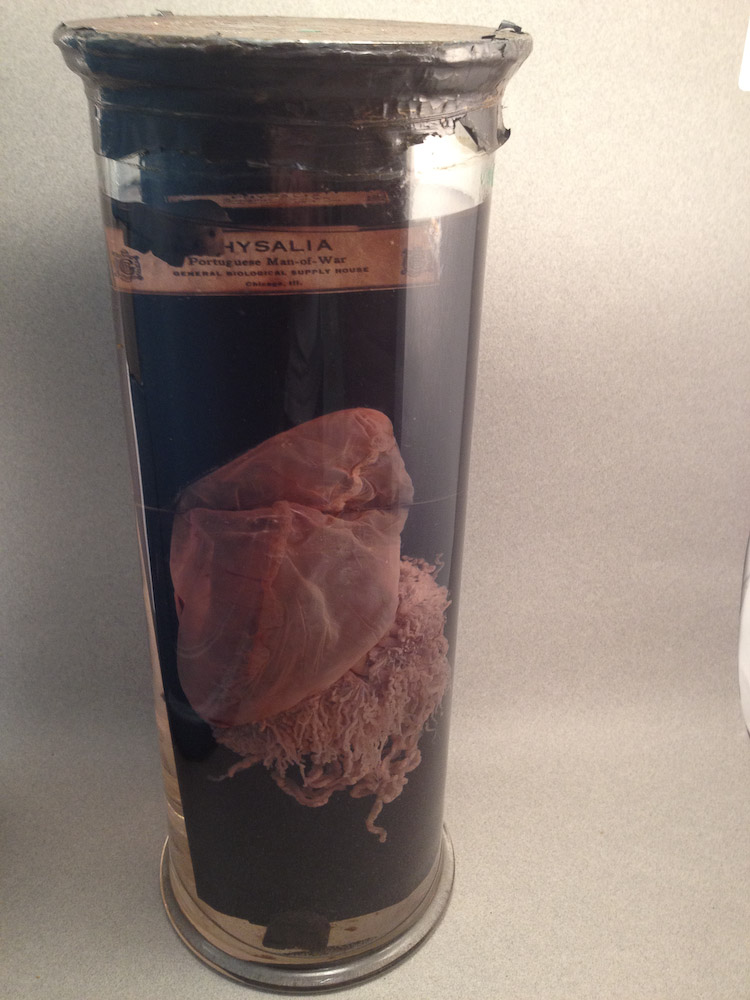 HYSALIA
Portuguese Man-of-War
GENERAL BIOLOGICAL SUPPLY HOUSE
Chicago, Ill.